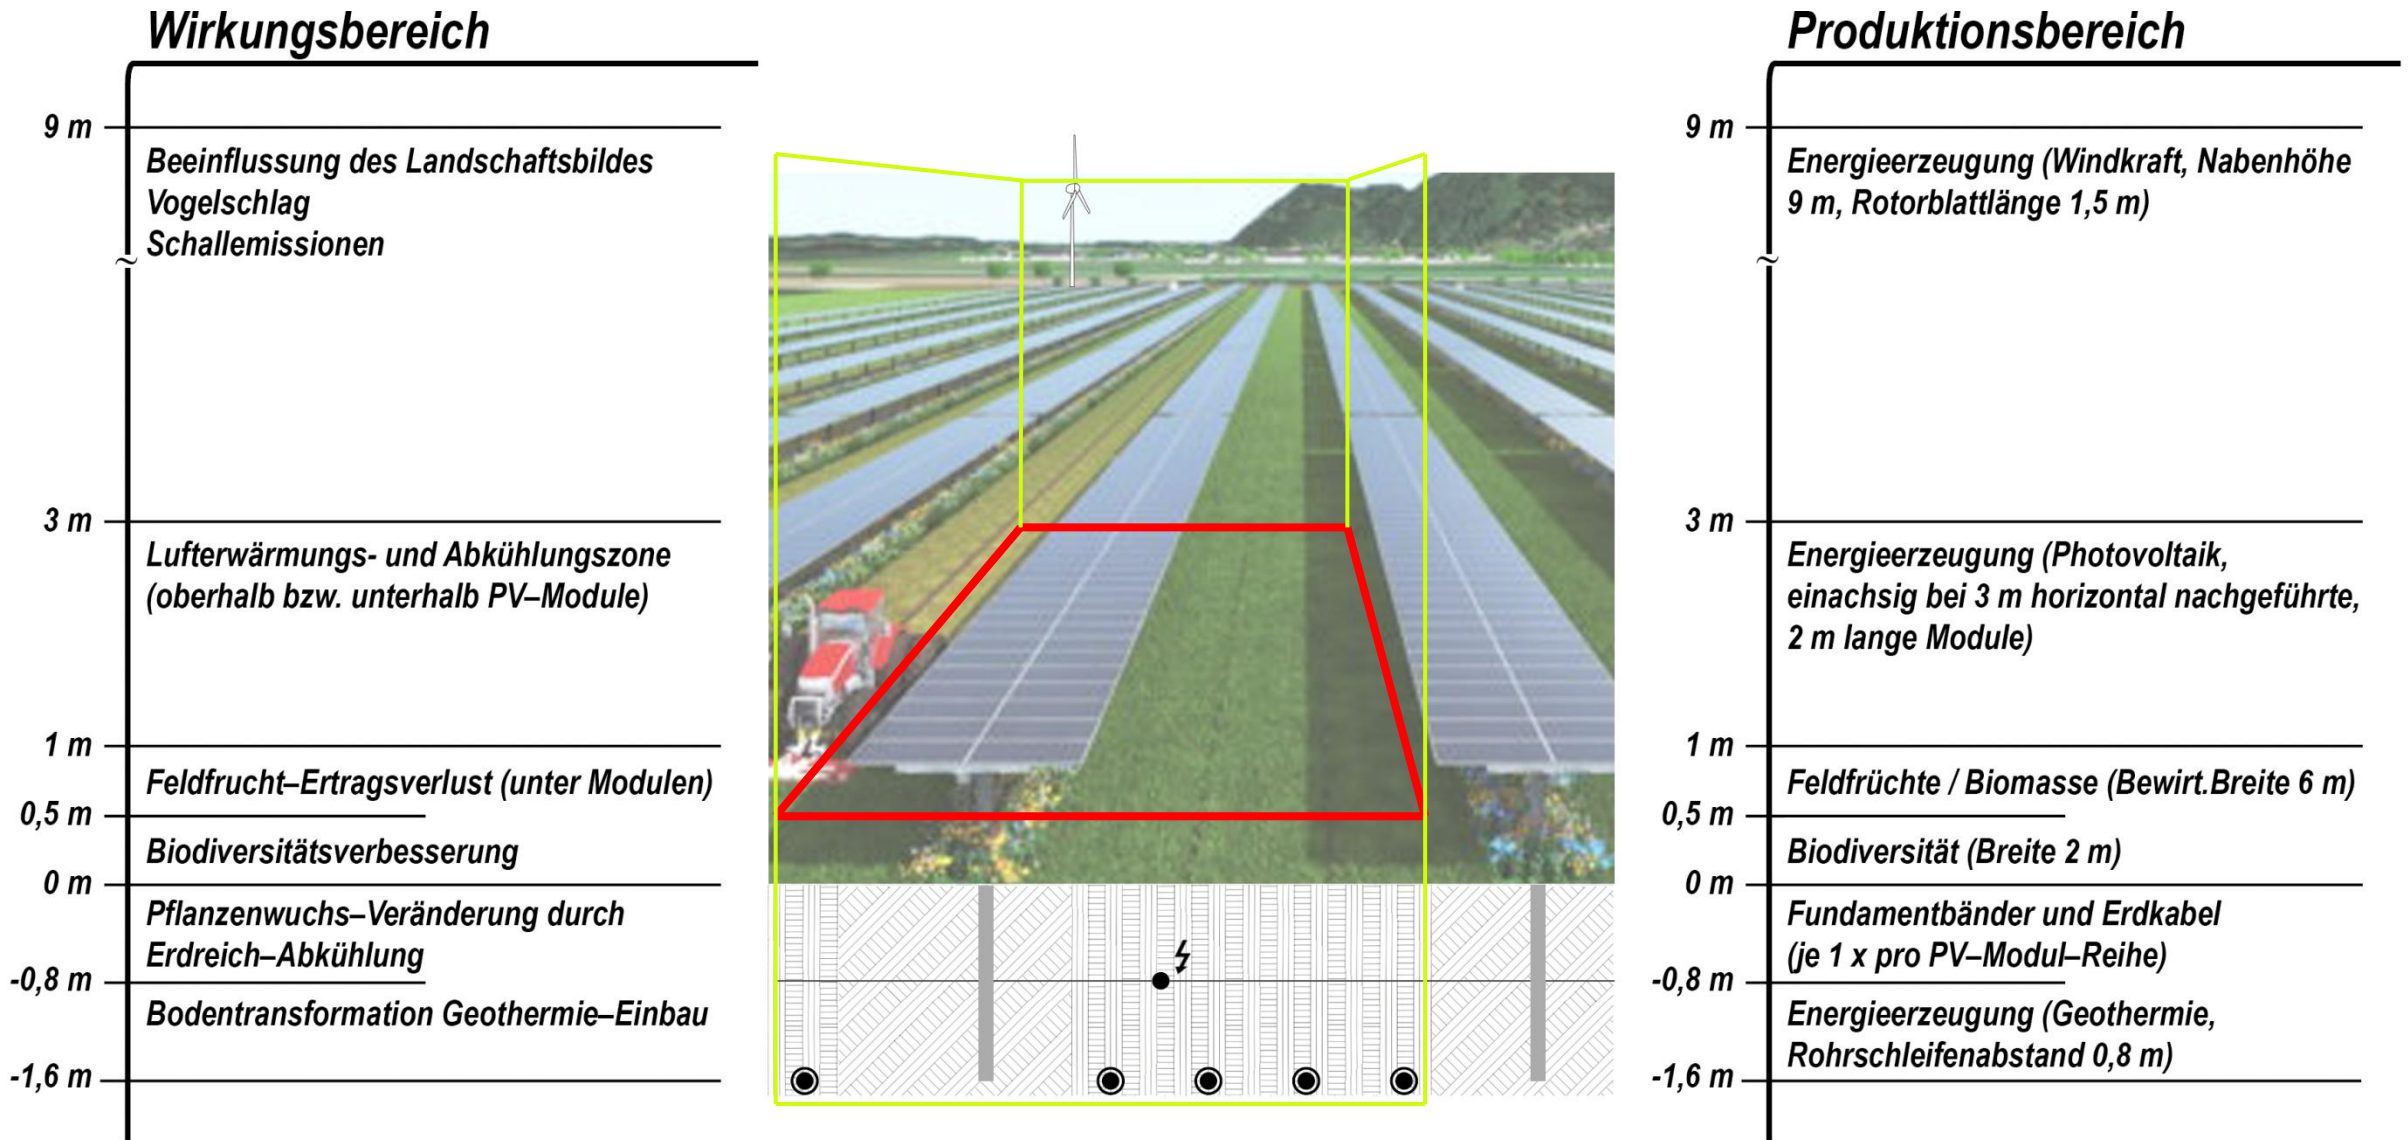 Wirkungsbereich
9 m
Beeinflussung des Landschaftsbildes
Vogelschlag
Schallemissionen
~
3 m
Lufterwärmungs- und Abkühlungszone
(oberhalb bzw. unterhalb PV–Module)
1 m
Feldfrucht–Ertragsverlust (unter Modulen)
0,5 m
Biodiversitätsverbesserung
0 m
Pflanzenwuchs–Veränderung durch
Erdreich–Abkühlung
-0,8 m
Bodentransformation Geothermie–Einbau
-1,6 m
Produktionsbereich
9 m
Energieerzeugung (Windkraft, Nabenhöhe
9 m, Rotorblattlänge 1,5 m)
~
3 m
Energieerzeugung (Photovoltaik,
einachsig bei 3 m horizontal nachgeführte,
2 m lange Module)
1 m
Feldfrüchte / Biomasse (Bewirt.Breite 6 m)
0,5 m
Biodiversität (Breite 2 m)
0 m
Fundamentbänder und Erdkabel
(je 1 x pro PV–Modul–Reihe)
-0,8 m
Energieerzeugung (Geothermie,
Rohrschleifenabstand 0,8 m)
-1,6 m